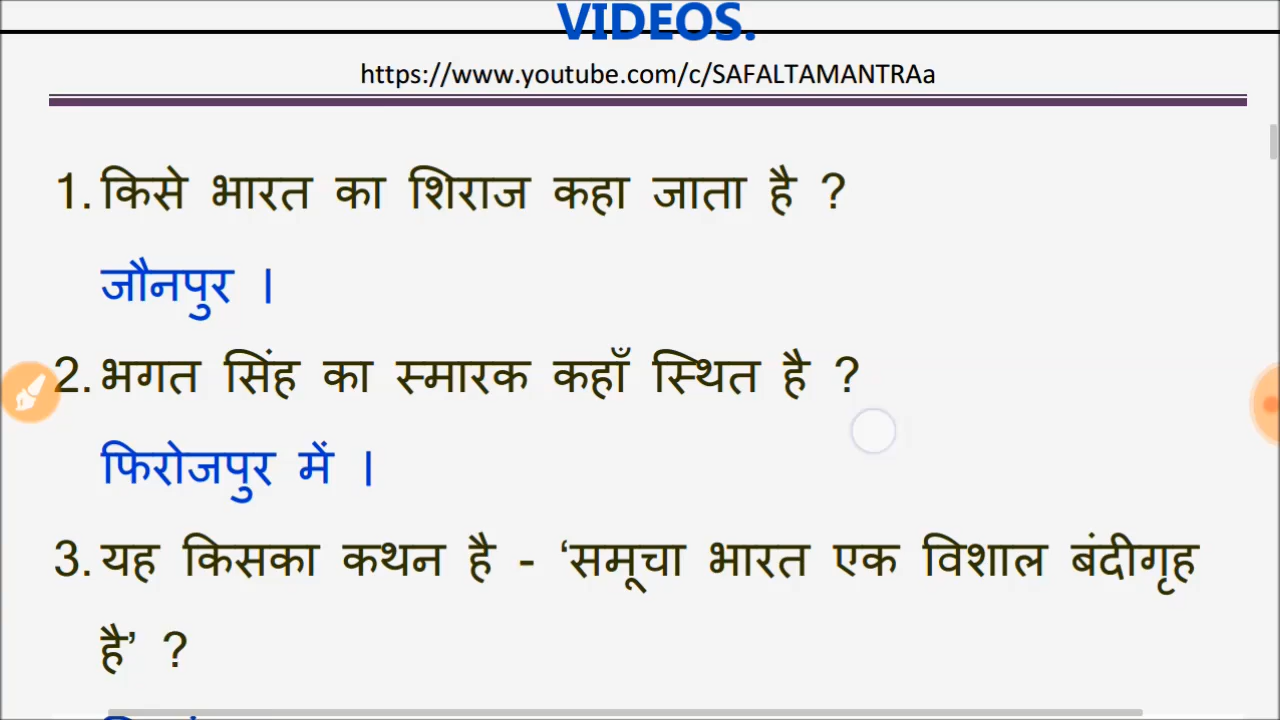 VIDEOS.
https://www.youtube.com/c/SAFALTAMANTRAa
1. किसे भारत का शिराज कहा जाता है ?
जौनपुर ।
2. भगत सिंह का स्मारक कहाँ स्थित है ?
फिरोजपुर में ।
3. यह किसका कथन है - ‘समूचा भारत एक विशाल बंदीगृह
है’ ?